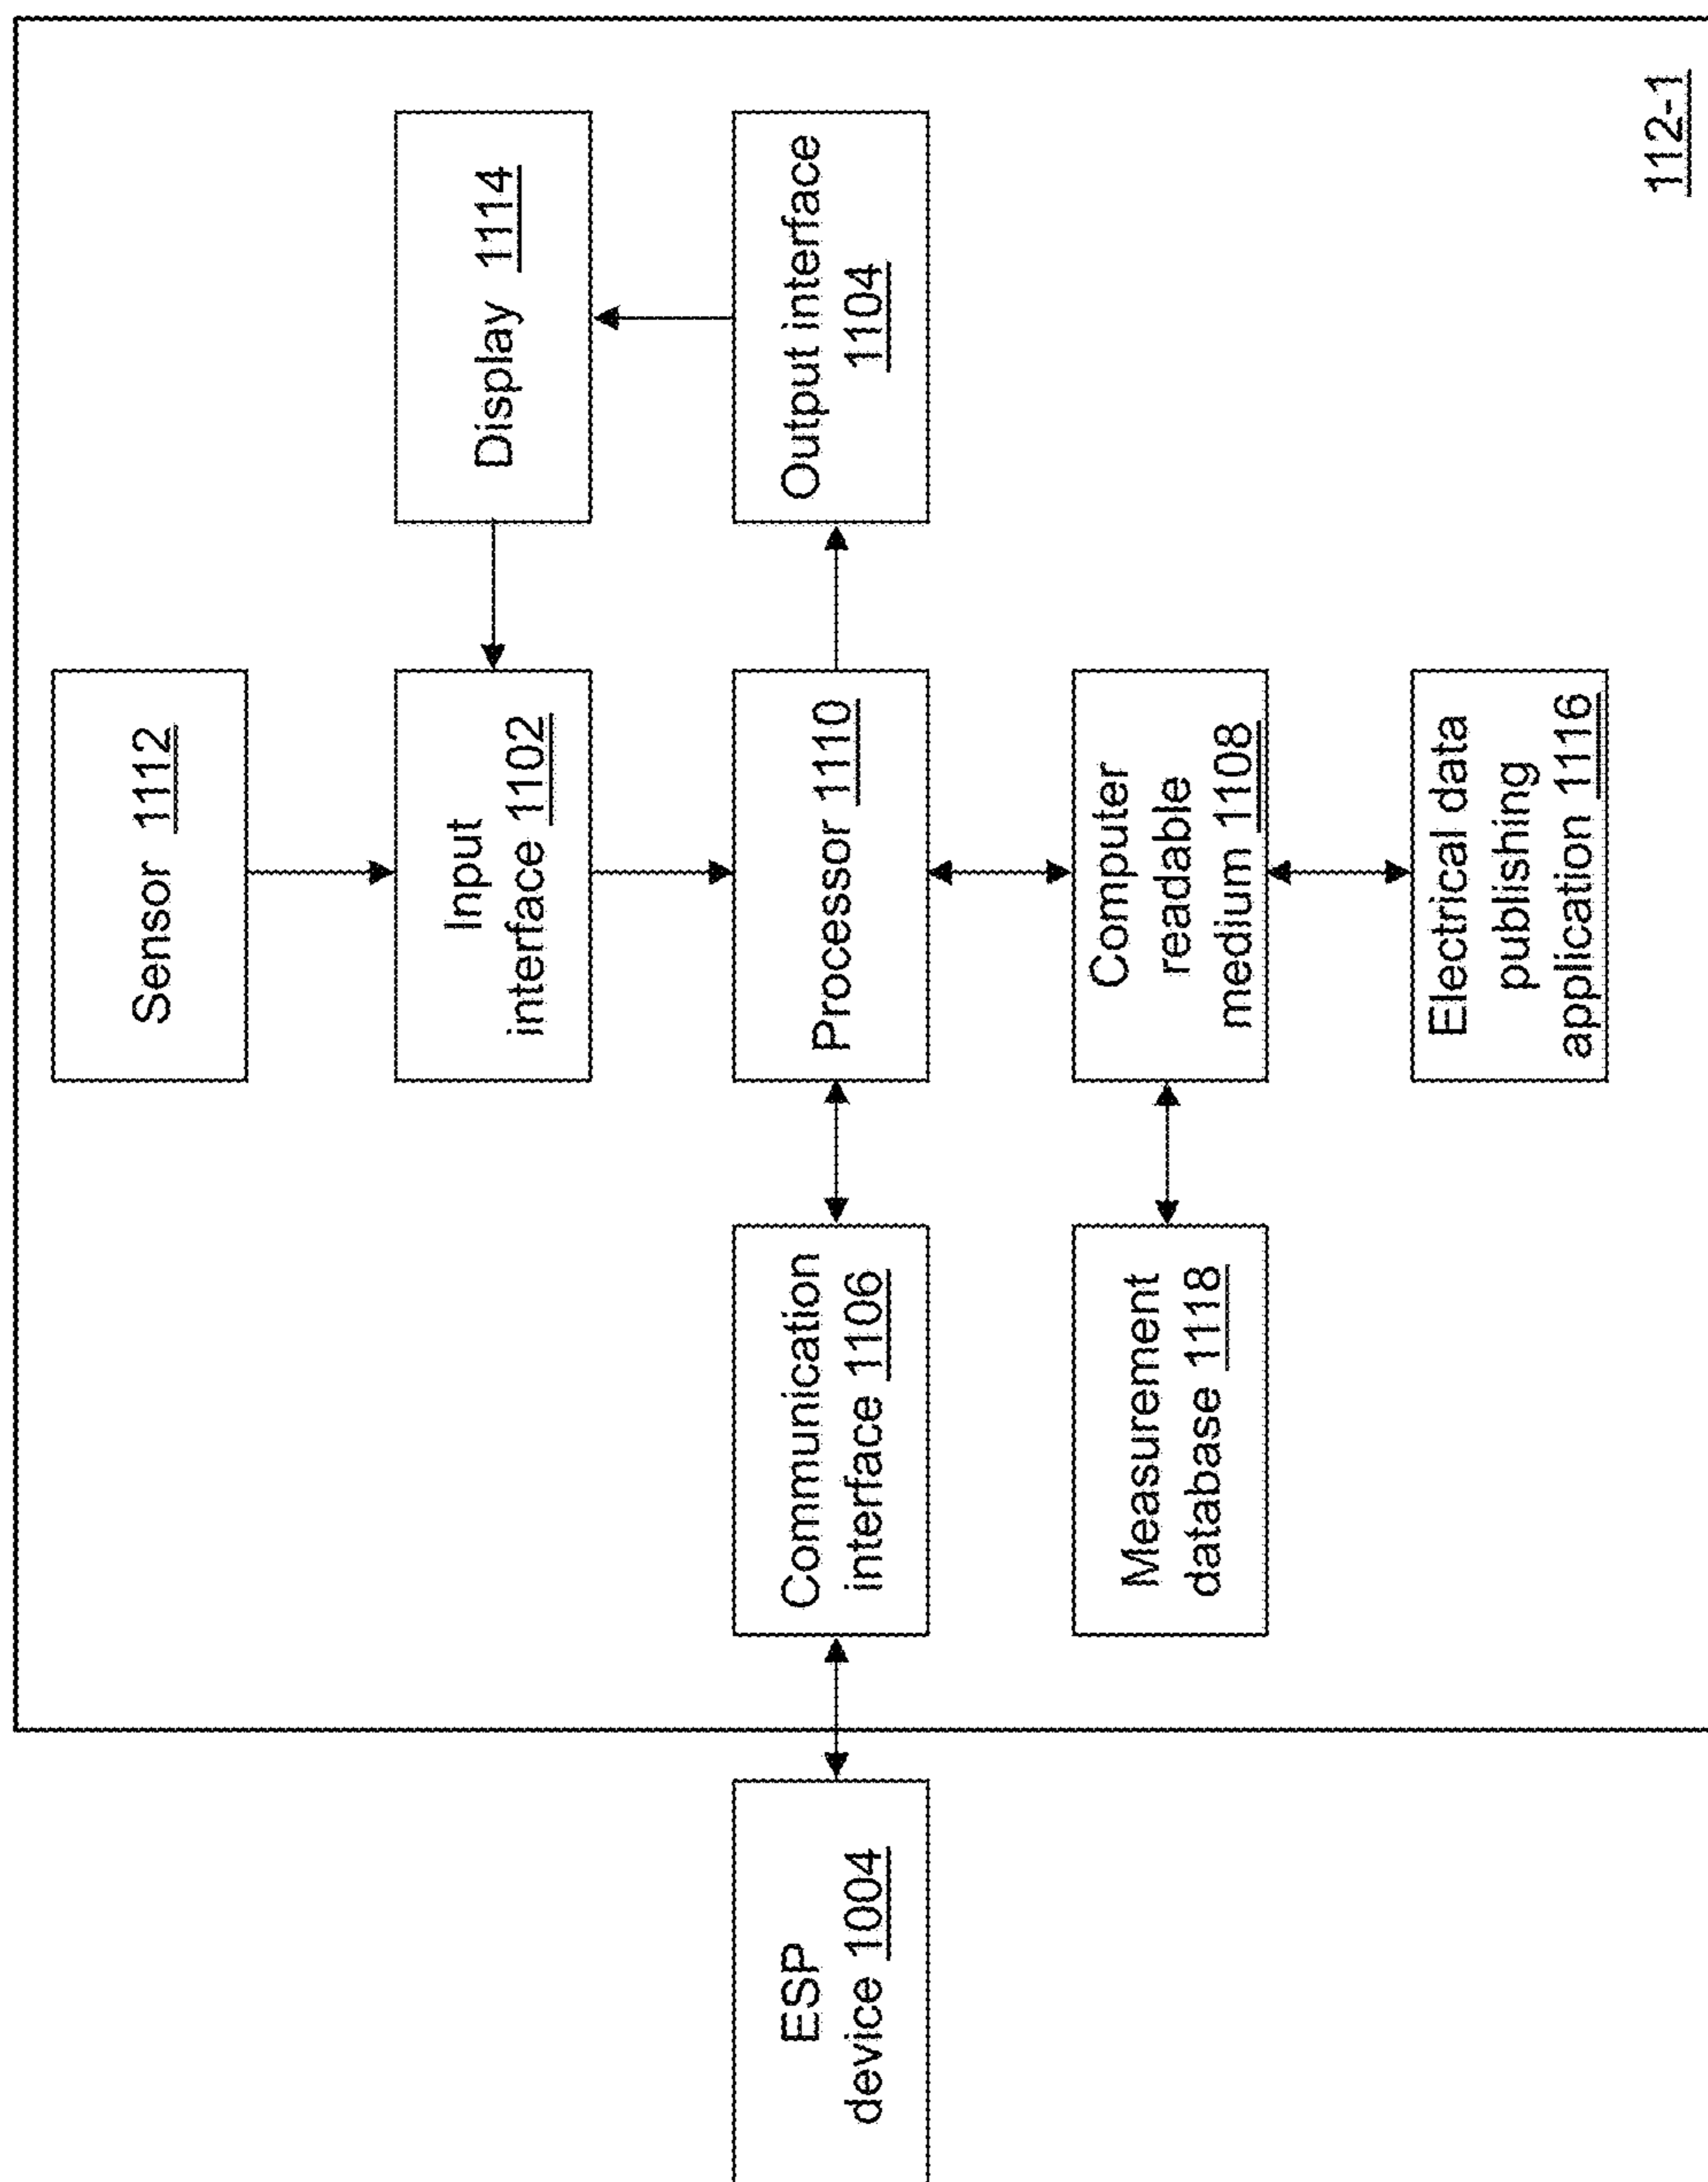 Sensor 1112
Input
interface 1102
Display 1114
Processor 1110
Output interface
1104
Communication
interface 1106
ESP
device 1004
Computer
readable
medium 1108
Measurement
database 1118
Electrical data
publishing
application 1116
112-1